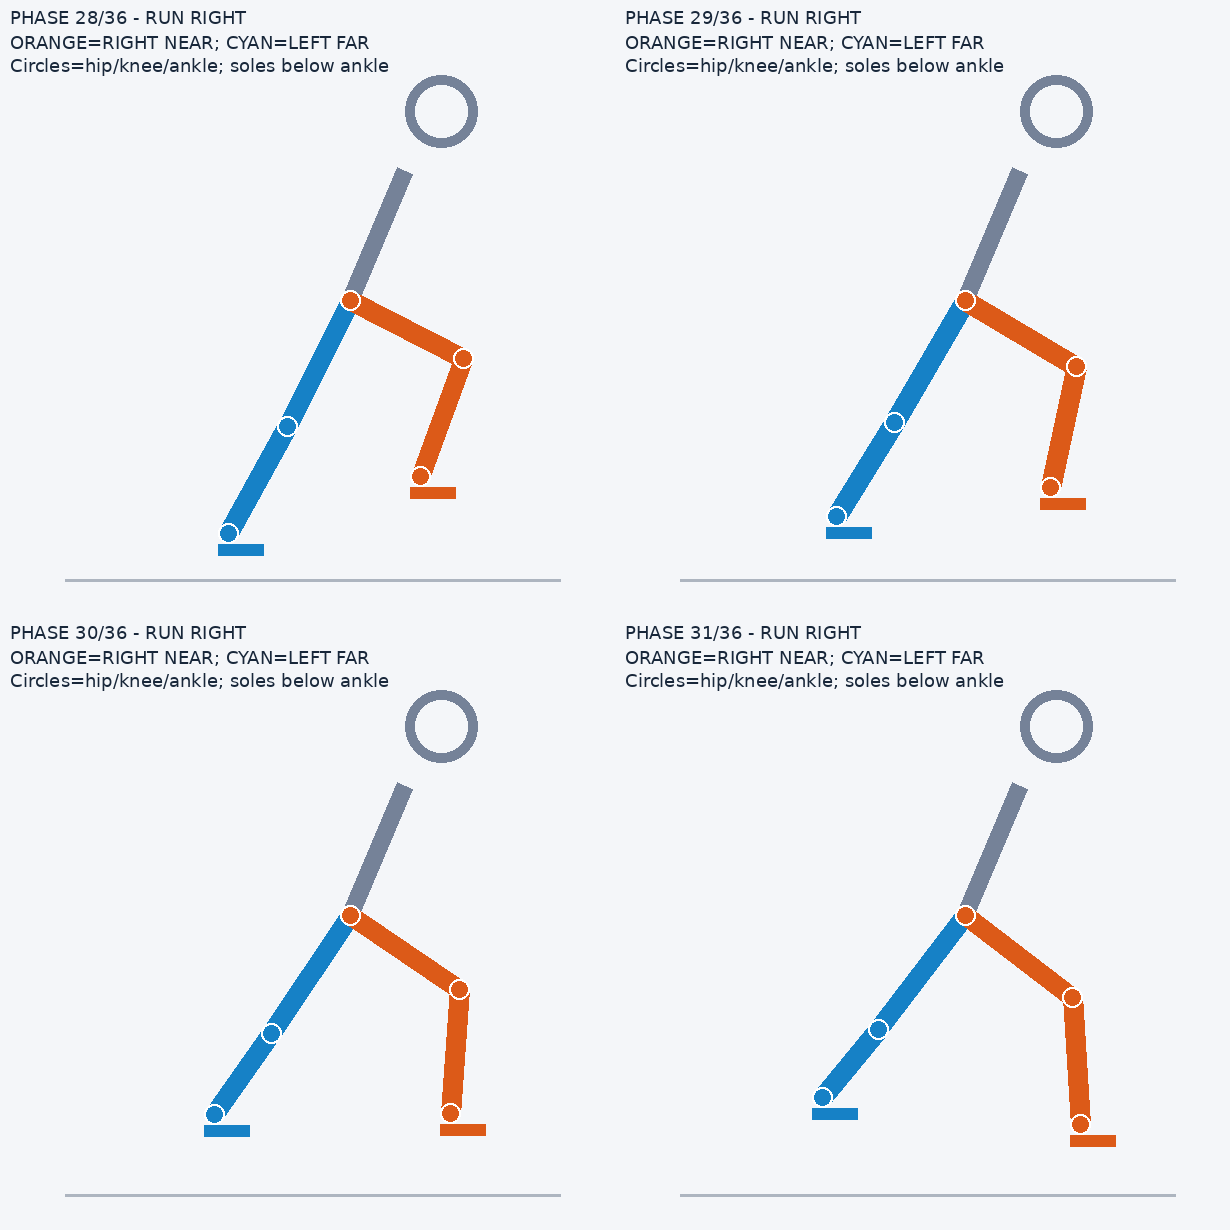 PHASE 28/36 - RUN RIGHT
ORANGE=RIGHT NEAR; CYAN=LEFT FAR
Circles=hip/knee/ankle; soles below ankle
PHASE 29/36 - RUN RIGHT
ORANGE=RIGHT NEAR; CYAN=LEFT FAR
Circles=hip/knee/ankle; soles below ankle
PHASE 30/36 - RUN RIGHT
ORANGE=RIGHT NEAR; CYAN=LEFT FAR
Circles=hip/knee/ankle; soles below ankle
PHASE 31/36 - RUN RIGHT
ORANGE=RIGHT NEAR; CYAN=LEFT FAR
Circles=hip/knee/ankle; soles below ankle